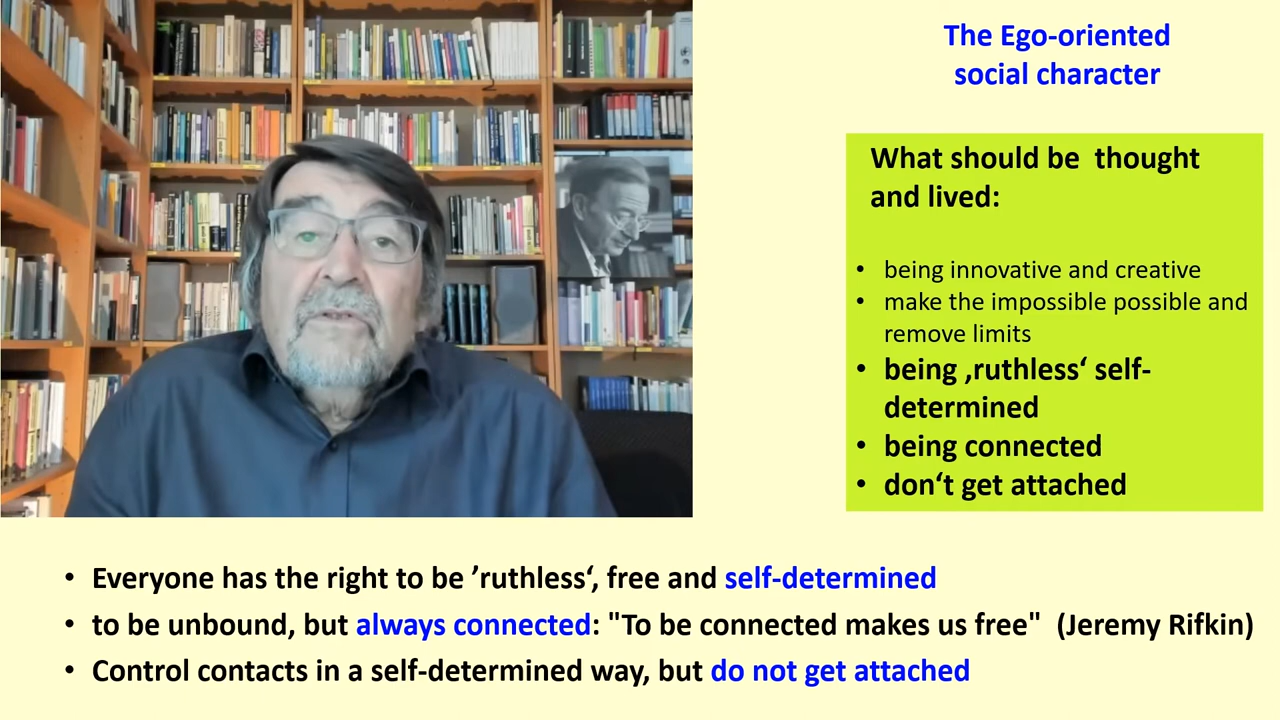 The Ego-oriented
social character
What should be  thought
and lived:
• being innovative and creative
• make the impossible possible and
remove limits
• being ‚ruthless‘ self-
determined
• being connected
• don‘t get attached
• Everyone has the right to be ’ruthless‘, free and self-determined
• to be unbound, but always connected: "To be connected makes us free"  (Jeremy Rifkin)
• Control contacts in a self-determined way, but do not get attached